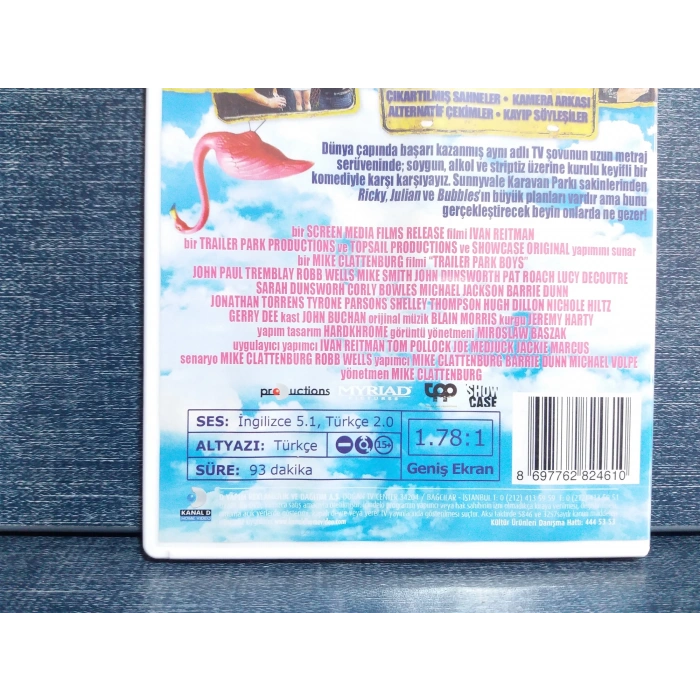 ÇIKARTILMIŞ SAHNELER • KAMERA ARKASI
ALTERNATİF ÇEKİMLER • KAYIP SÖYLEŞİLER
Dünya çapında başarı kazanmış aynı adlı TV şovunun uzun metraj
serüveninde; soygun, alkol ve striptiz üzerine kurulu keyifli bir
komediyle karşı karşıyayız. Sunnyvale Karavan Parkı sakinlerinden
Ricky, Julian ve Bubbles'ın büyük planları vardır ama bunu
gerçekleştirecek beyin onlarda ne gezer!
bir SCREEN MEDIA FILMS RELEASE filmi IVAN REITMAN
bir TRAILER PARK PRODUCTIONS ve TOPSAIL PRODUCTIONS ve SHOWCASE ORIGINAL yapımını sunar
bir MIKE CLATTENBURG filmi "TRAILER PARK BOYS"
JOHN PAUL TREMBLAY ROBB WELLS MIKE SMITH JOHN DUNSWORTH PAT ROACH LUCY DECOUTRE
SARAH DUNSWORTH CORLY BOWLES MICHAEL JACKSON BARRIE DUNN
JONATHAN TORRENS TYRONE PARSONS SHELLEY THOMPSON HUGH DILLON NICHOLE HILTZ
GERRY DEE kast JOHN BUCHAN orijinal müzik BLAIN MORRIS kurgu JEREMY HARTY
yapım tasarım HARDKHROME görüntü yönetmeni MIROSLAW BASZAK
uygulayıcı yapımcı IVAN REITMAN TOM POLLOCK JOE MEDJUCK JACKIE MARCUS
senaryo MIKE CLATTENBURG ROBB WELLS yapımcı MIKE CLATTENBURG BARRIE DUNN MICHAEL VOLPE
yönetmen MIKE CLATTENBURG
productions MYRIAD tpp SHOW CASE
SES: İngilizce 5.1, Türkçe 2.0
ALTYAZI: Türkçe 15+
SÜRE: 93 dakika
1.78:1
Geniş Ekran
8 697762 824610
KANAL D
HOME VIDEO
Kültür Ürünleri Danışma Hattı: 444 53 53